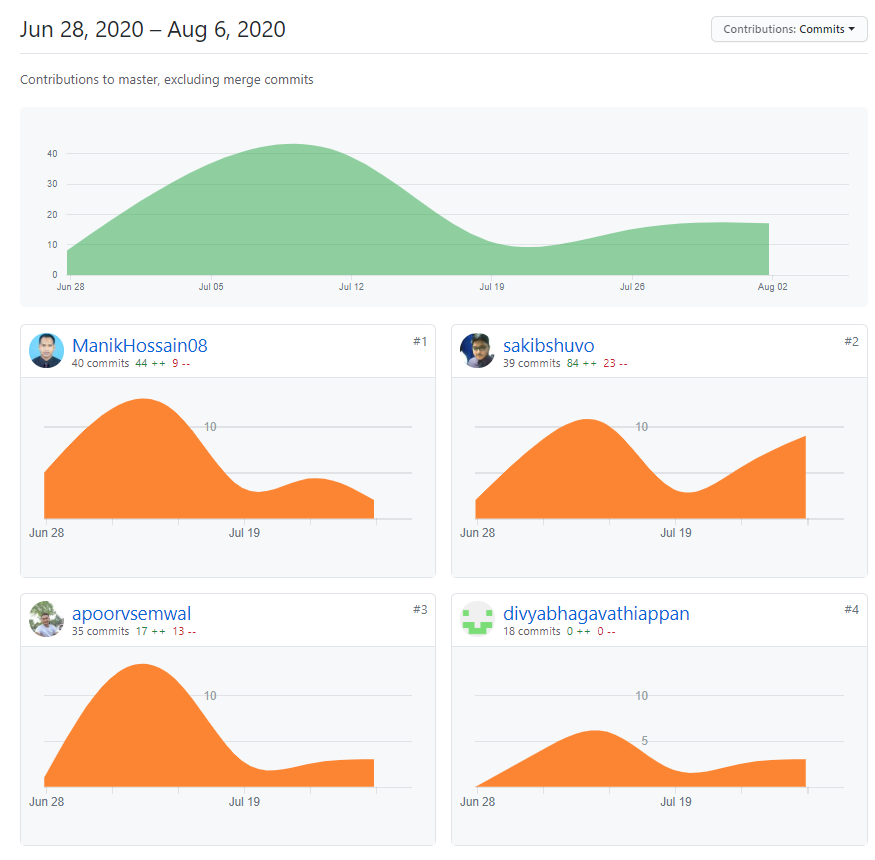 Jun 28, 2020 – Aug 6, 2020
Contributions: Commits
Contributions to master, excluding merge commits
40
30
20
10
0
Jun 28 Jul 05 Jul 12 Jul 19 Jul 26 Aug 02
ManikHossain08 #1
40 commits 44 ++ 9 --
10
Jun 28 Jul 19
sakibshuvo #2
39 commits 84 ++ 23 --
10
Jun 28 Jul 19
apoorvsemwal #3
35 commits 17 ++ 13 --
10
Jun 28 Jul 19
divyabhagavathiappan #4
18 commits 0 ++ 0 --
10
5
Jun 28 Jul 19